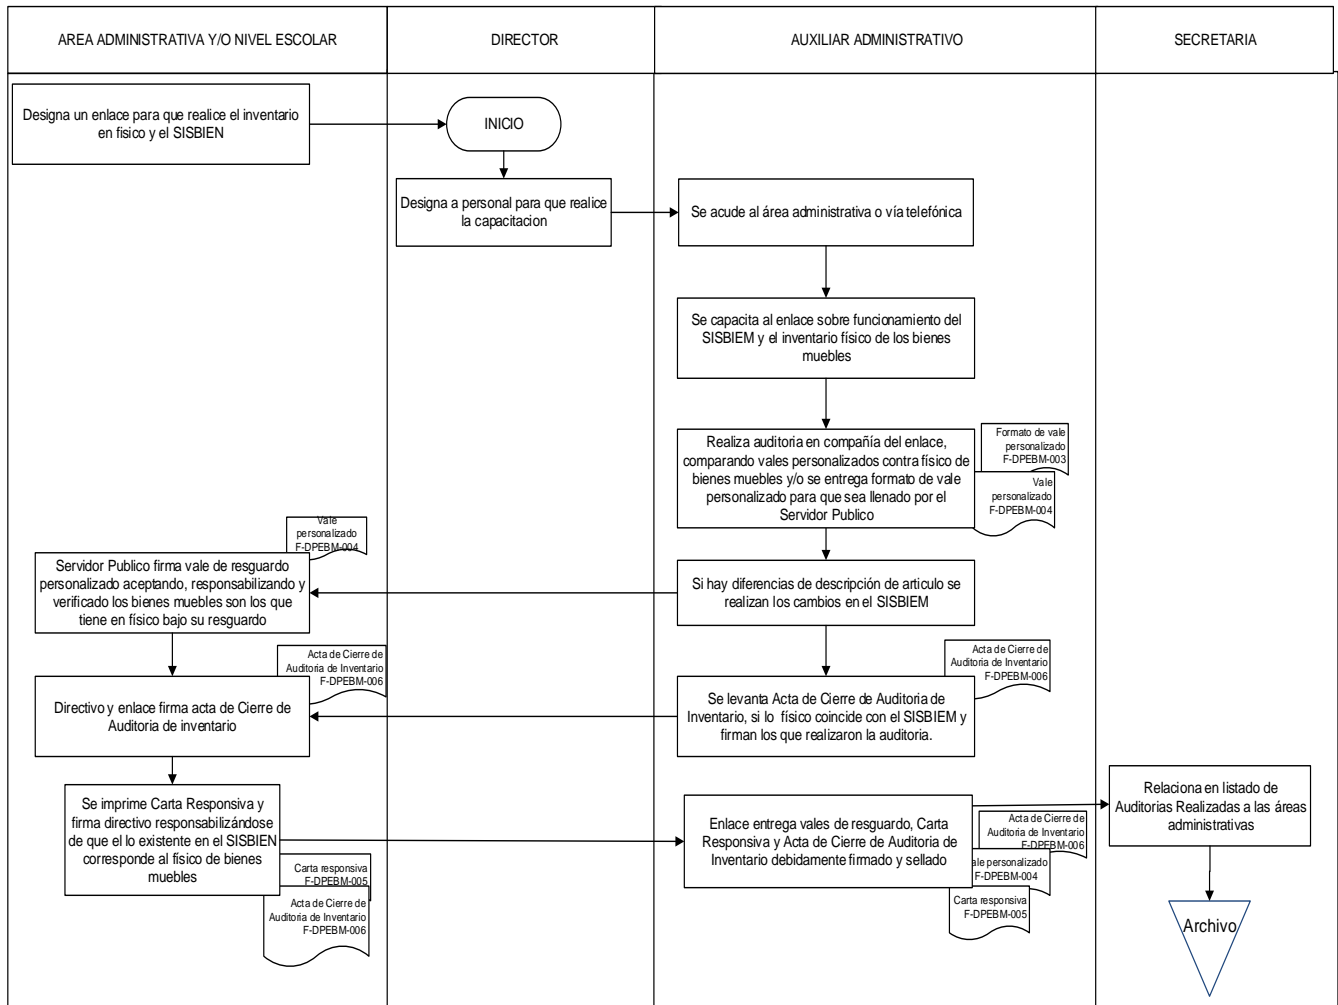 AREA ADMINISTRATIVA Y/O NIVEL ESCOLAR
DIRECTOR
AUXILIAR ADMINISTRATIVO
SECRETARIA
Designa un enlace para que realice el inventario
en fisico y el SISBIEN
INICIO
Designa a personal para que realice
la capacitacion
Se acude al área administrativa o vía telefónica
Se capacita al enlace sobre funcionamiento del
SISBIEM y el inventario físico de los bienes
muebles
Realiza auditoria en compañía del enlace,
comparando vales personalizados contra físico de
bienes muebles y/o se entrega formato de vale
personalizado para que sea llenado por el
Servidor Publico
Formato de vale
personalizado
F-DPEBM-003
Vale
personalizado
F-DPEBM-004
Vale
personalizado
F-DPEBM-004
Servidor Publico firma vale de resguardo
personalizado aceptando, responsabilizando y
verificado los bienes muebles son los que
tiene en físico bajo su resguardo
Si hay diferencias de descripción de articulo se
realizan los cambios en el SISBIEM
Acta de Cierre de
Auditoria de Inventario
F-DPEBM-006
Directivo y enlace firma acta de Cierre de
Auditoria de inventario
Acta de Cierre de
Auditoria de Inventario
F-DPEBM-006
Se levanta Acta de Cierre de Auditoria de
Inventario, si lo físico coincide con el SISBIEM y
firman los que realizaron la auditoria.
Se imprime Carta Responsiva y
firma directivo responsabilizándose
de que el lo existente en el SISBIEN
corresponde al físico de bienes
muebles
Carta responsiva
F-DPEBM-005
Acta de Cierre de
Auditoria de Inventario
F-DPEBM-006
Enlace entrega vales de resguardo, Carta
Responsiva y Acta de Cierre de Auditoria de
Inventario debidamente firmado y sellado
Acta de Cierre de
Auditoria de Inventario
F-DPEBM-006
ale personalizado
F-DPEBM-004
Carta responsiva
F-DPEBM-005
Relaciona en listado de
Auditorias Realizadas a las áreas
administrativas
Archivo